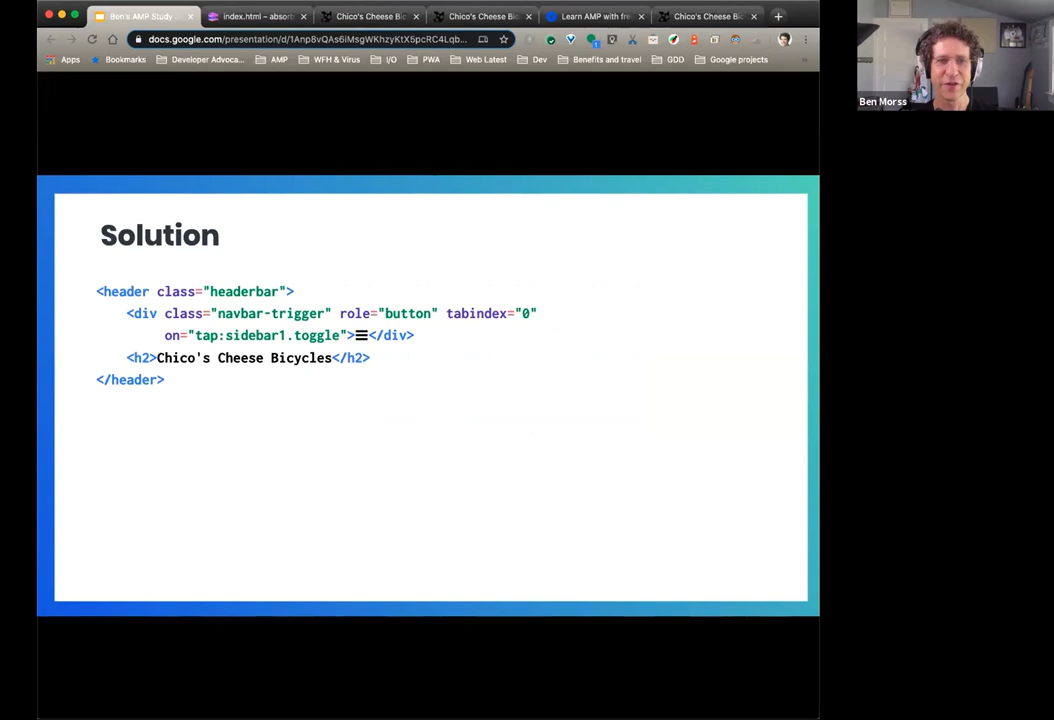 Ben's AMP Study
index.html – absorb
Chico's Cheese Bic
Chico's Cheese Bic
Learn AMP with fre
Chico's Cheese Bic
docs.google.com/presentation/d/1Anp8vQAs6iMsgWKhzyKtX5pcRC4Lqb...
Apps
Bookmarks
Developer Advoca...
AMP
WFH & Virus
I/O
PWA
Web Latest
Dev
Benefits and travel
GDD
Google projects
Ben Morss
Solution
<header class="headerbar">
<div class="navbar-trigger" role="button" tabindex="0"
on="tap:sidebar1.toggle">☰</div>
<h2>Chico's Cheese Bicycles</h2>
</header>